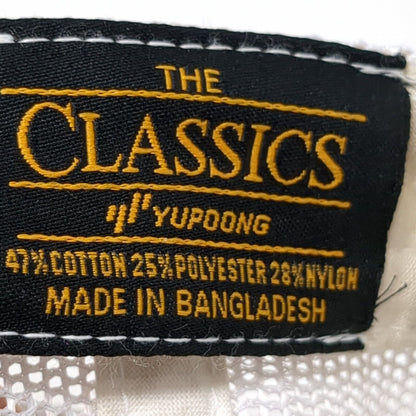 THE
CLASSICS
YUPOONG
47% COTTON 25% POLYESTER 28% NYLON
MADE IN BANGLADESH